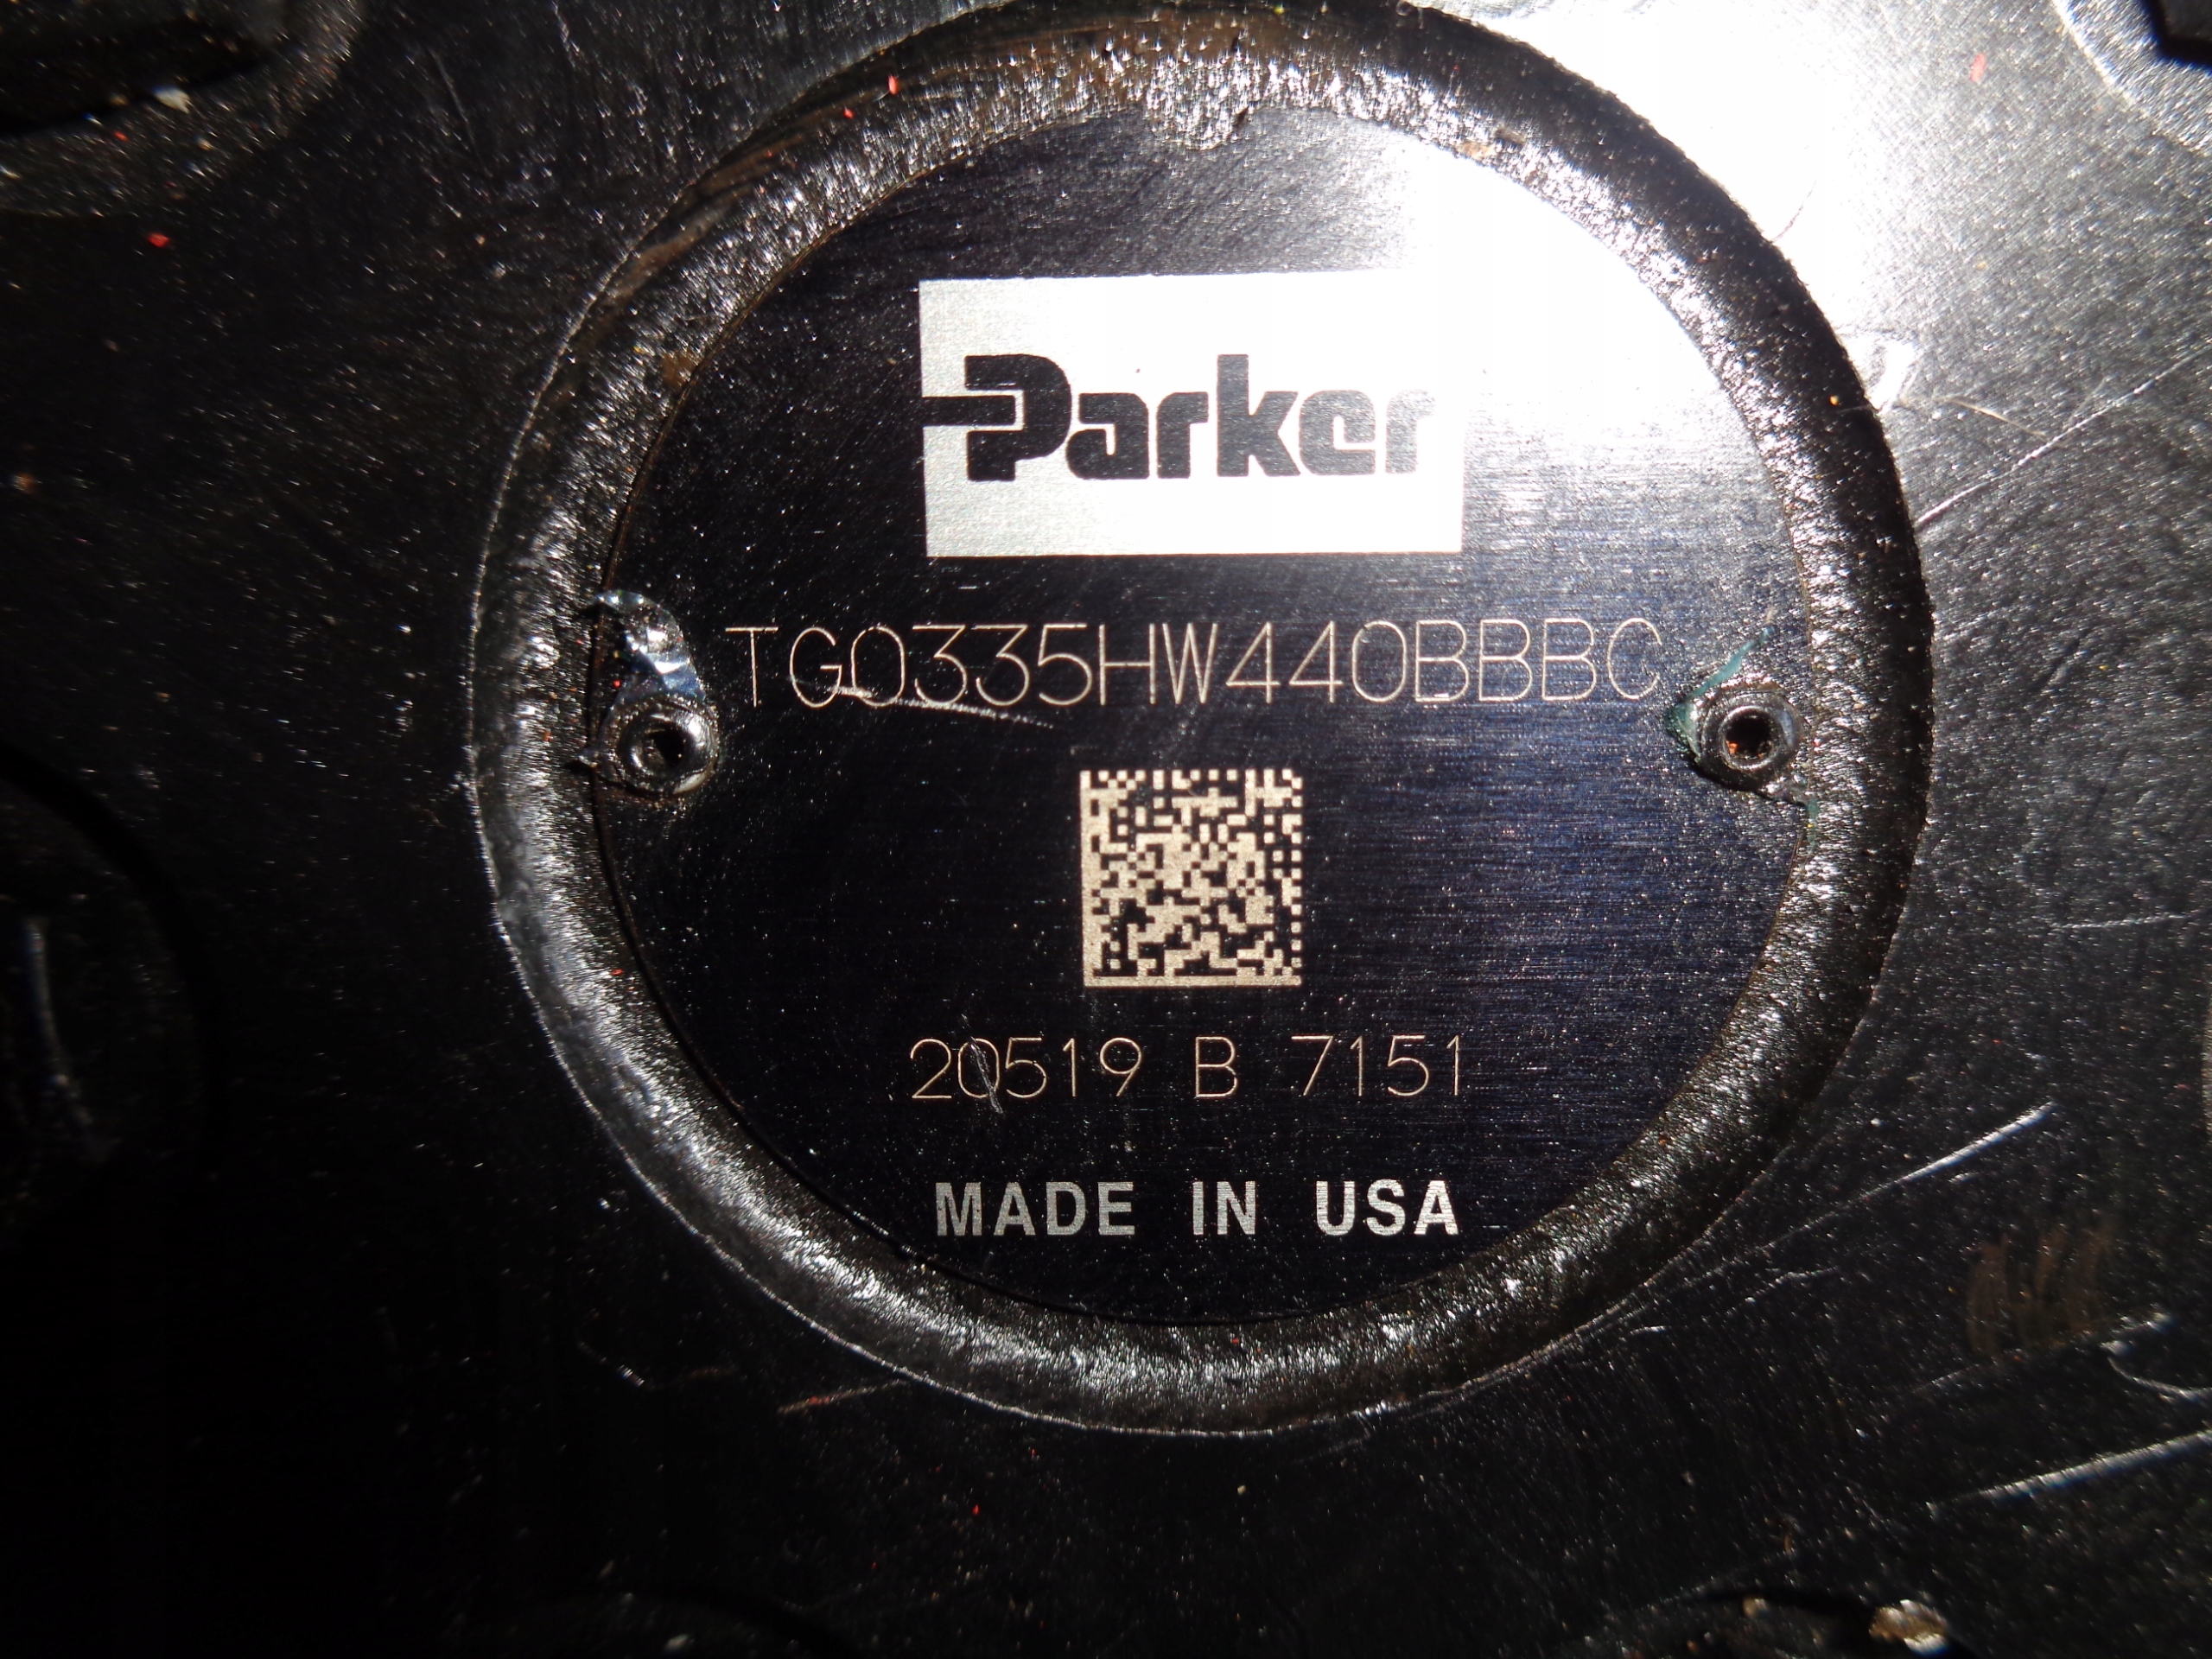 Parker
TG0335HW440BBBC
20519 B 7151
MADE IN USA